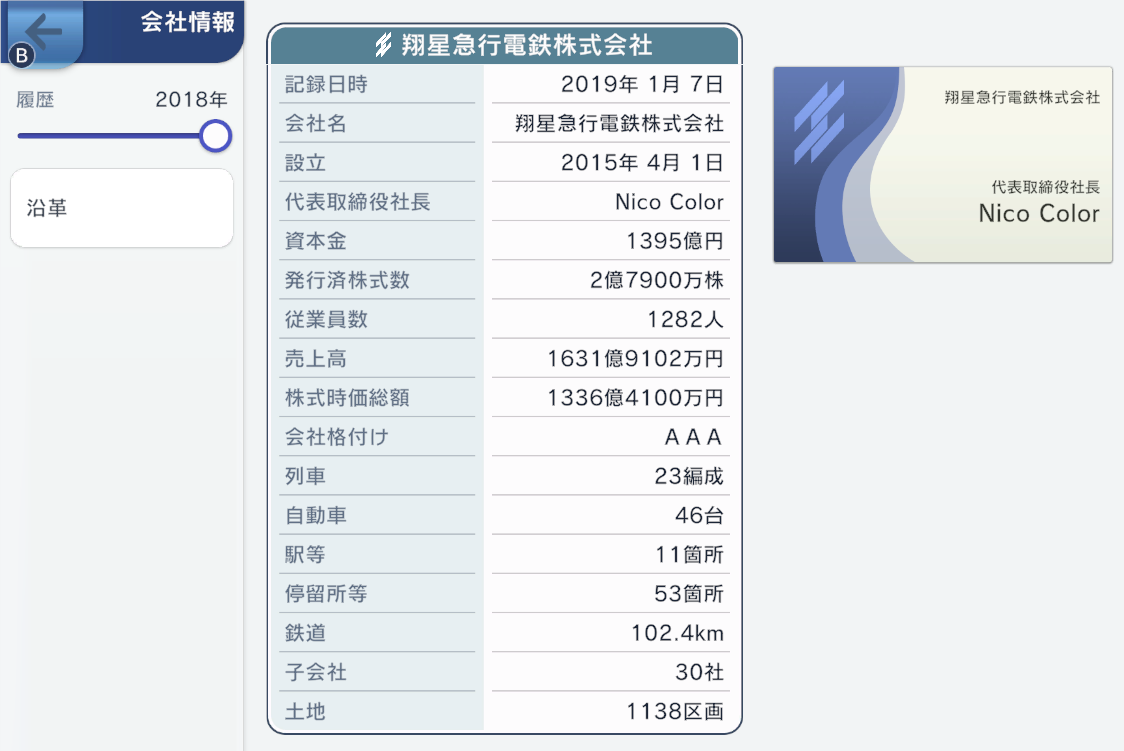 会社情報
B
履歴 2018年
沿革
翔星急行電鉄株式会社
記録日時 2019年 1月 7日
会社名 翔星急行電鉄株式会社
設立 2015年 4月 1日
代表取締役社長 Nico Color
資本金 1395億円
発行済株式数 2億7900万株
従業員数 1282人
売上高 1631億9102万円
株式時価総額 1336億4100万円
会社格付け AAA
列車 23編成
自動車 46台
駅等 11箇所
停留所等 53箇所
鉄道 102.4km
子会社 30社
土地 1138区画
翔星急行電鉄株式会社
代表取締役社長
Nico Color